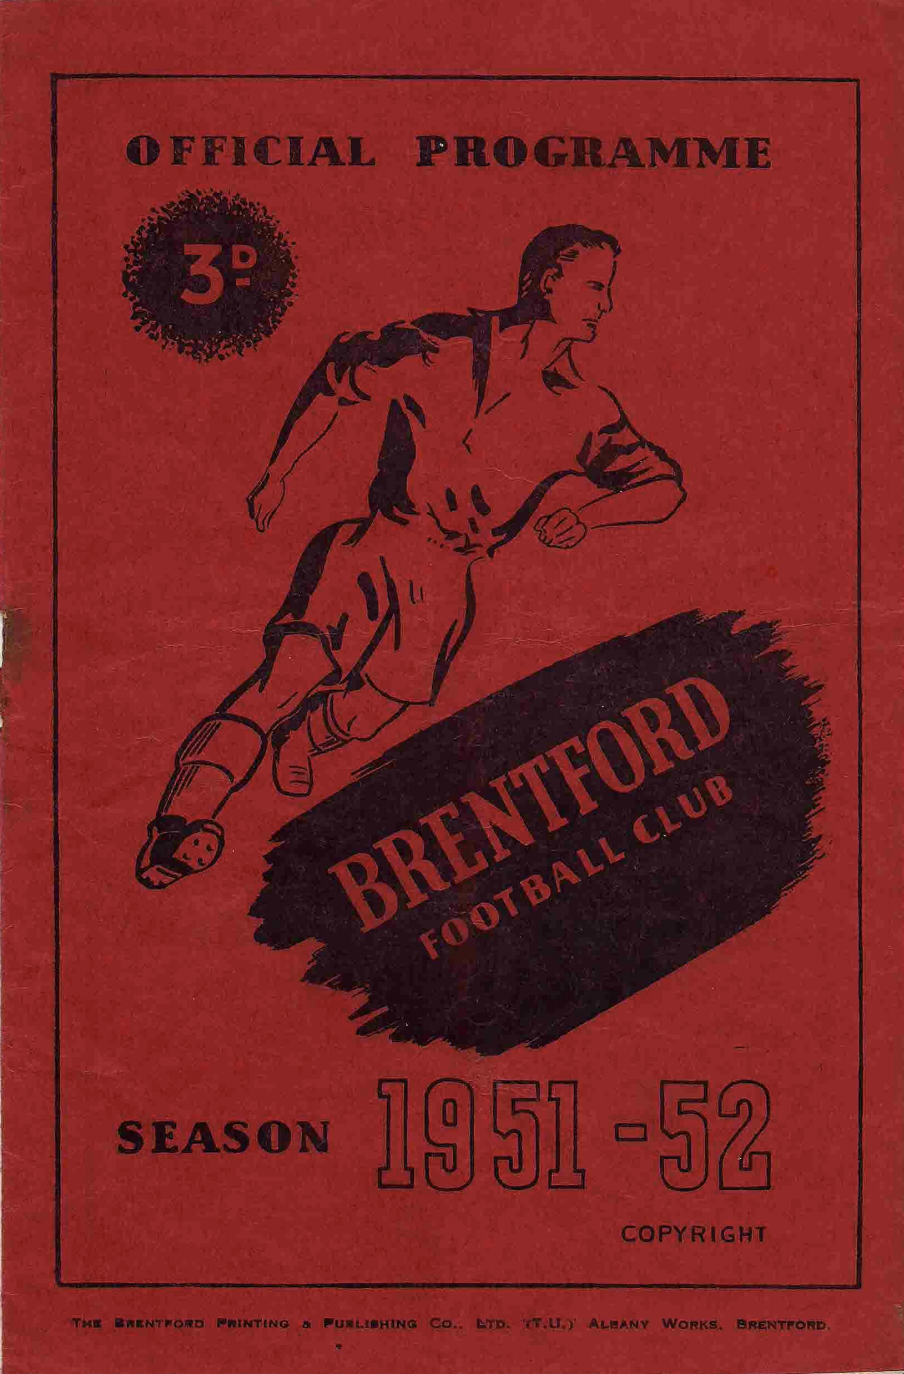 OFFICIAL PROGRAMME
3D
BRENTFORD
FOOTBALL CLUB
SEASON 1951-52
COPYRIGHT
THE BRENTFORD PRINTING & PUBLISHING CO., LTD. (T.U.) ALBANY WORKS, BRENTFORD.